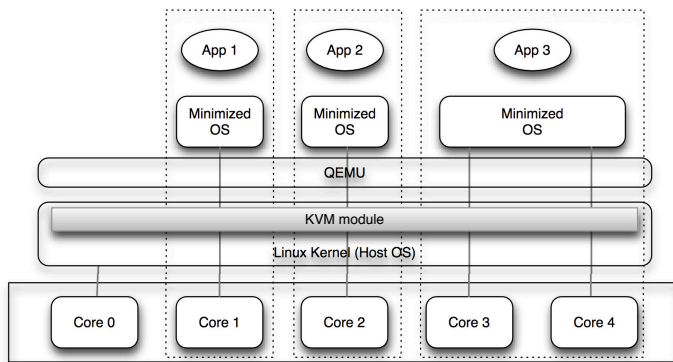 App 1
App 2
App 3
Minimized
OS
Minimized
OS
Minimized
OS
QEMU
KVM module
Linux Kernel (Host OS)
Core 0
Core 1
Core 2
Core 3
Core 4